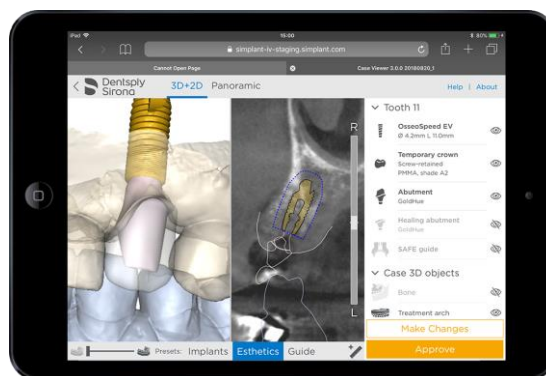 iPad
15:00
80%
simplant-iv-staging.simplant.com
Cannot Open Page
Case Viewer 3.0.0 20180820_1
Dentsply
Sirona
3D+2D
Panoramic
Help | About
R
L
Tooth 11
OsseoSpeed EV
Ø 4.2mm L 11.0mm
Temporary crown
Screw-retained
PMMA, shade A2
Abutment
GoldHue
Healing abutment
GoldHue
SAFE guide
Case 3D objects
Bone
Treatment arch
Make Changes
Approve
Presets: Implants Esthetics Guide